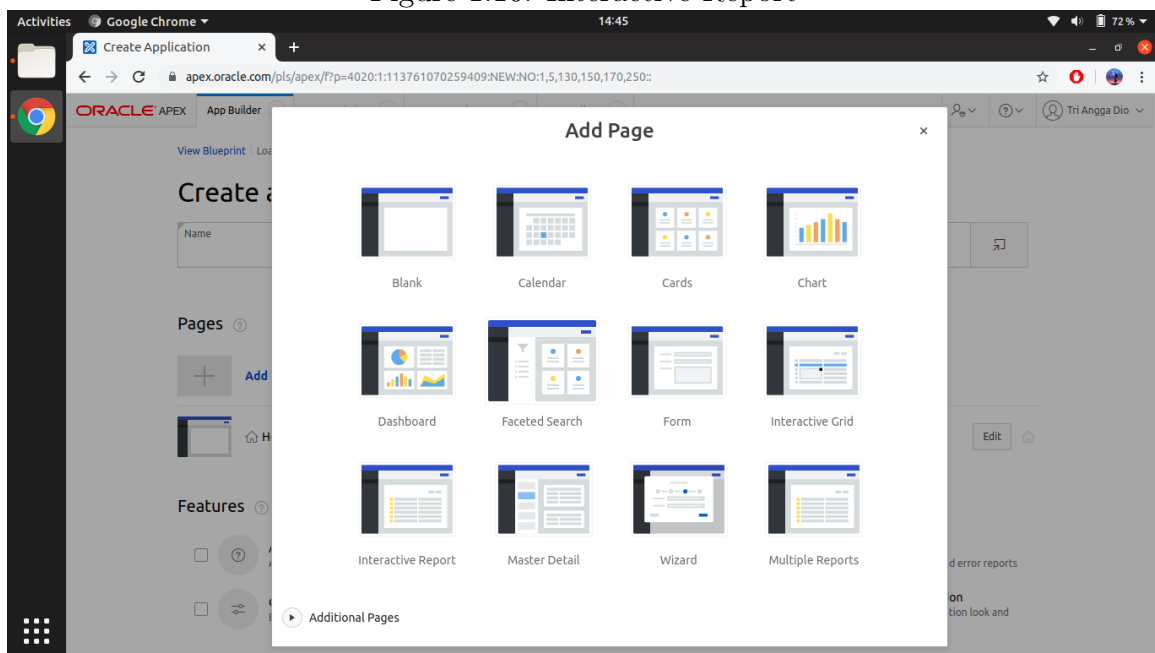 Activities Google Chrome 14:45 72 %
Create Application × +
apex.oracle.com/pls/apex/f?p=4020:1:113761070259409:NEW:NO:1,5,130,150,170,250::
ORACLE APEX App Builder Tri Angga Dio
Add Page ×
View Blueprint
Create
Name
Blank Calendar Cards Chart
Pages ?
Add
Dashboard Faceted Search Form Interactive Grid
Edit
Features ?
Interactive Report Master Detail Wizard Multiple Reports
d error reports
on
tion look and
Additional Pages